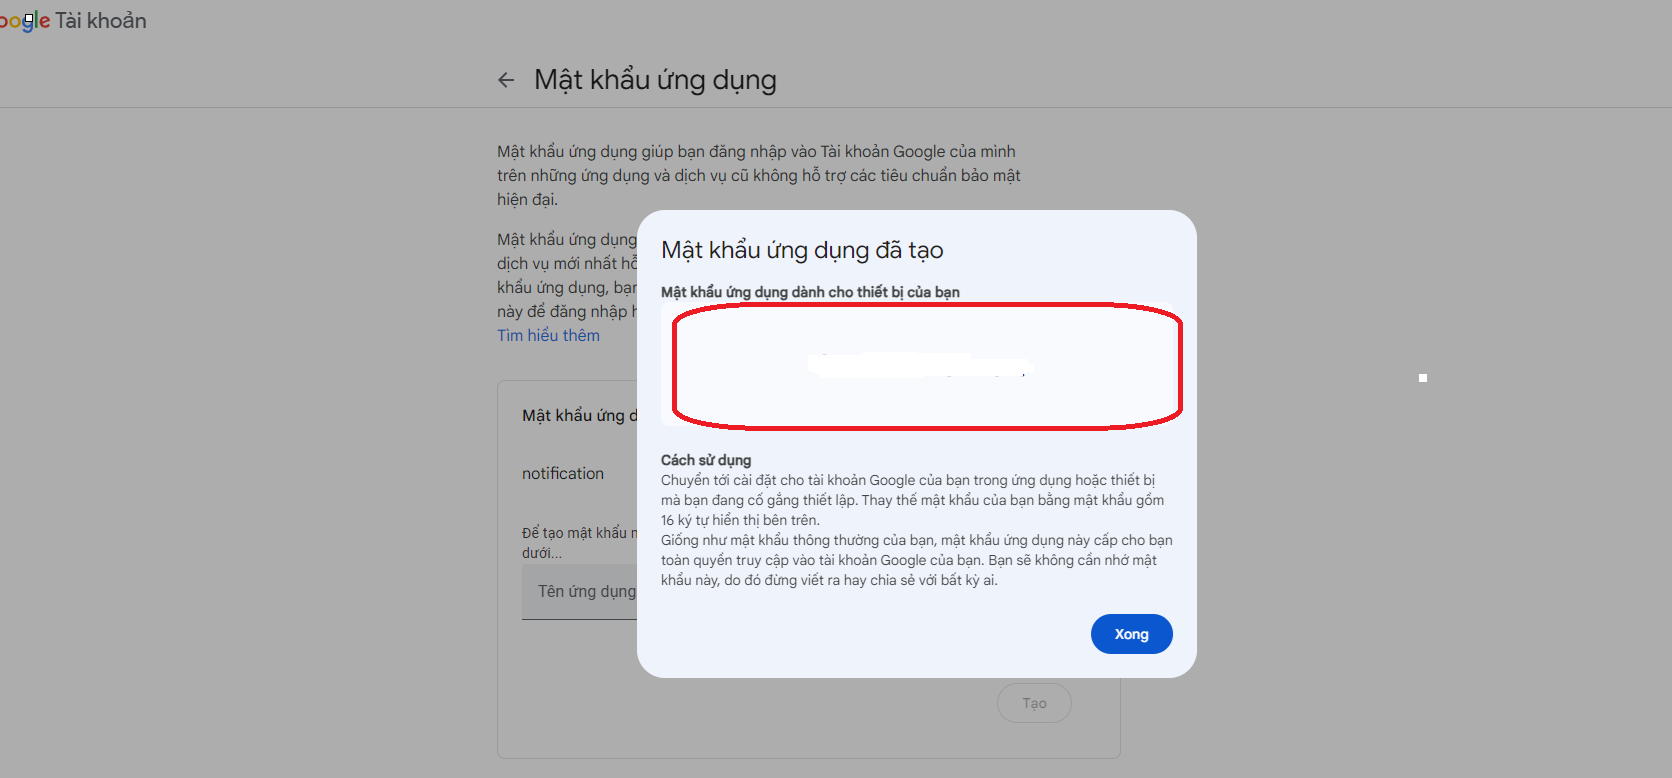 oogle Tài khoản
Mật khẩu ứng dụng
Mật khẩu ứng dụng giúp bạn đăng nhập vào Tài khoản Google của mình
trên những ứng dụng và dịch vụ cũ không hỗ trợ các tiêu chuẩn bảo mật
hiện đại.
Mật khẩu ứng dụng
dịch vụ mới nhất hỗ
khẩu ứng dụng, bạn
này để đăng nhập h
Tìm hiểu thêm
Mật khẩu ứng d
notification
Để tạo mật khẩu n
dưới...
Tên ứng dụng
Tạo
Mật khẩu ứng dụng đã tạo
Mật khẩu ứng dụng dành cho thiết bị của bạn
Cách sử dụng
Chuyển tới cài đặt cho tài khoản Google của bạn trong ứng dụng hoặc thiết bị
mà bạn đang cố gắng thiết lập. Thay thế mật khẩu của bạn bằng mật khẩu gồm
16 ký tự hiển thị bên trên.
Giống như mật khẩu thông thường của bạn, mật khẩu ứng dụng này cấp cho bạn
toàn quyền truy cập vào tài khoản Google của bạn. Bạn sẽ không cần nhớ mật
khẩu này, do đó đừng viết ra hay chia sẻ với bất kỳ ai.
Xong